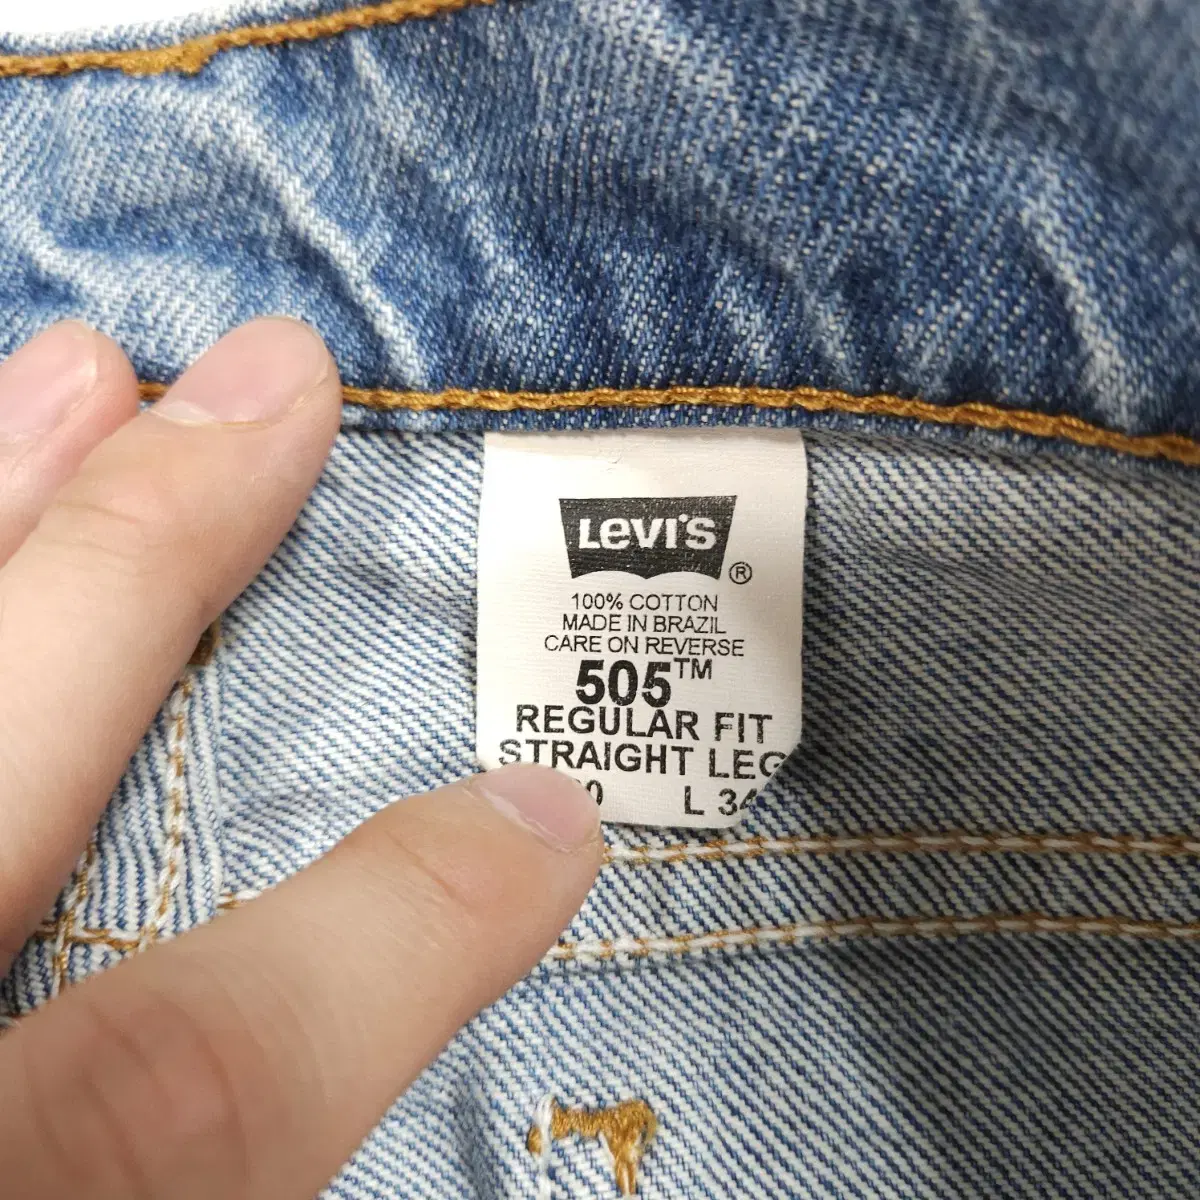 Levi's
®
100% COTTON
MADE IN BRAZIL
CARE ON REVERSE
505™
REGULAR FIT
STRAIGHT LEG
L 34